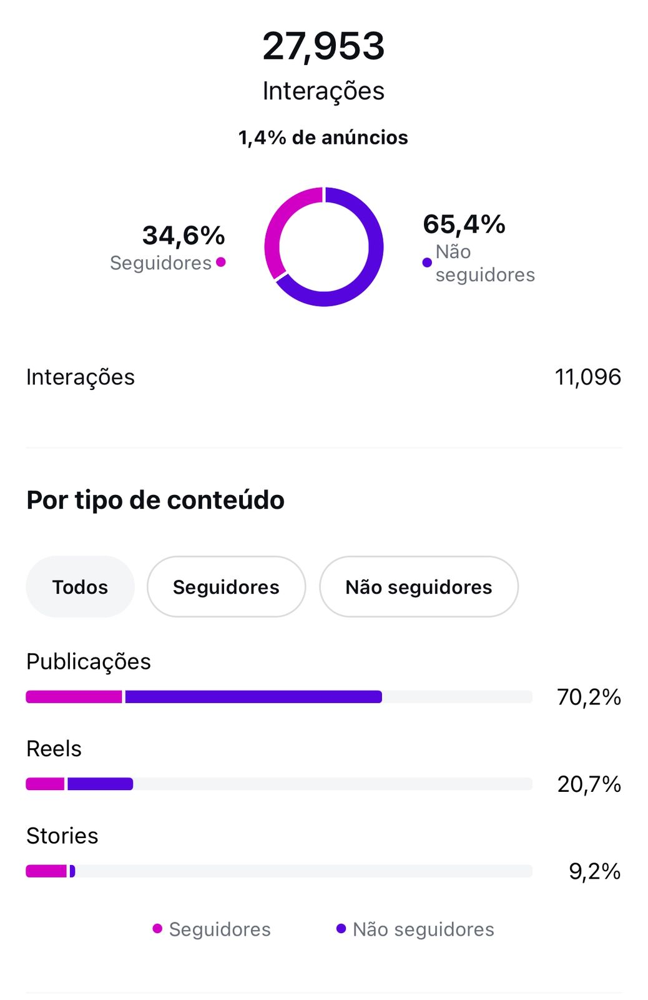 27,953
Interações
1,4% de anúncios
34,6%
Seguidores
65,4%
Não
seguidores
Interações 11,096
Por tipo de conteúdo
Todos Seguidores Não seguidores
Publicações
70,2%
Reels
20,7%
Stories
9,2%
Seguidores Não seguidores